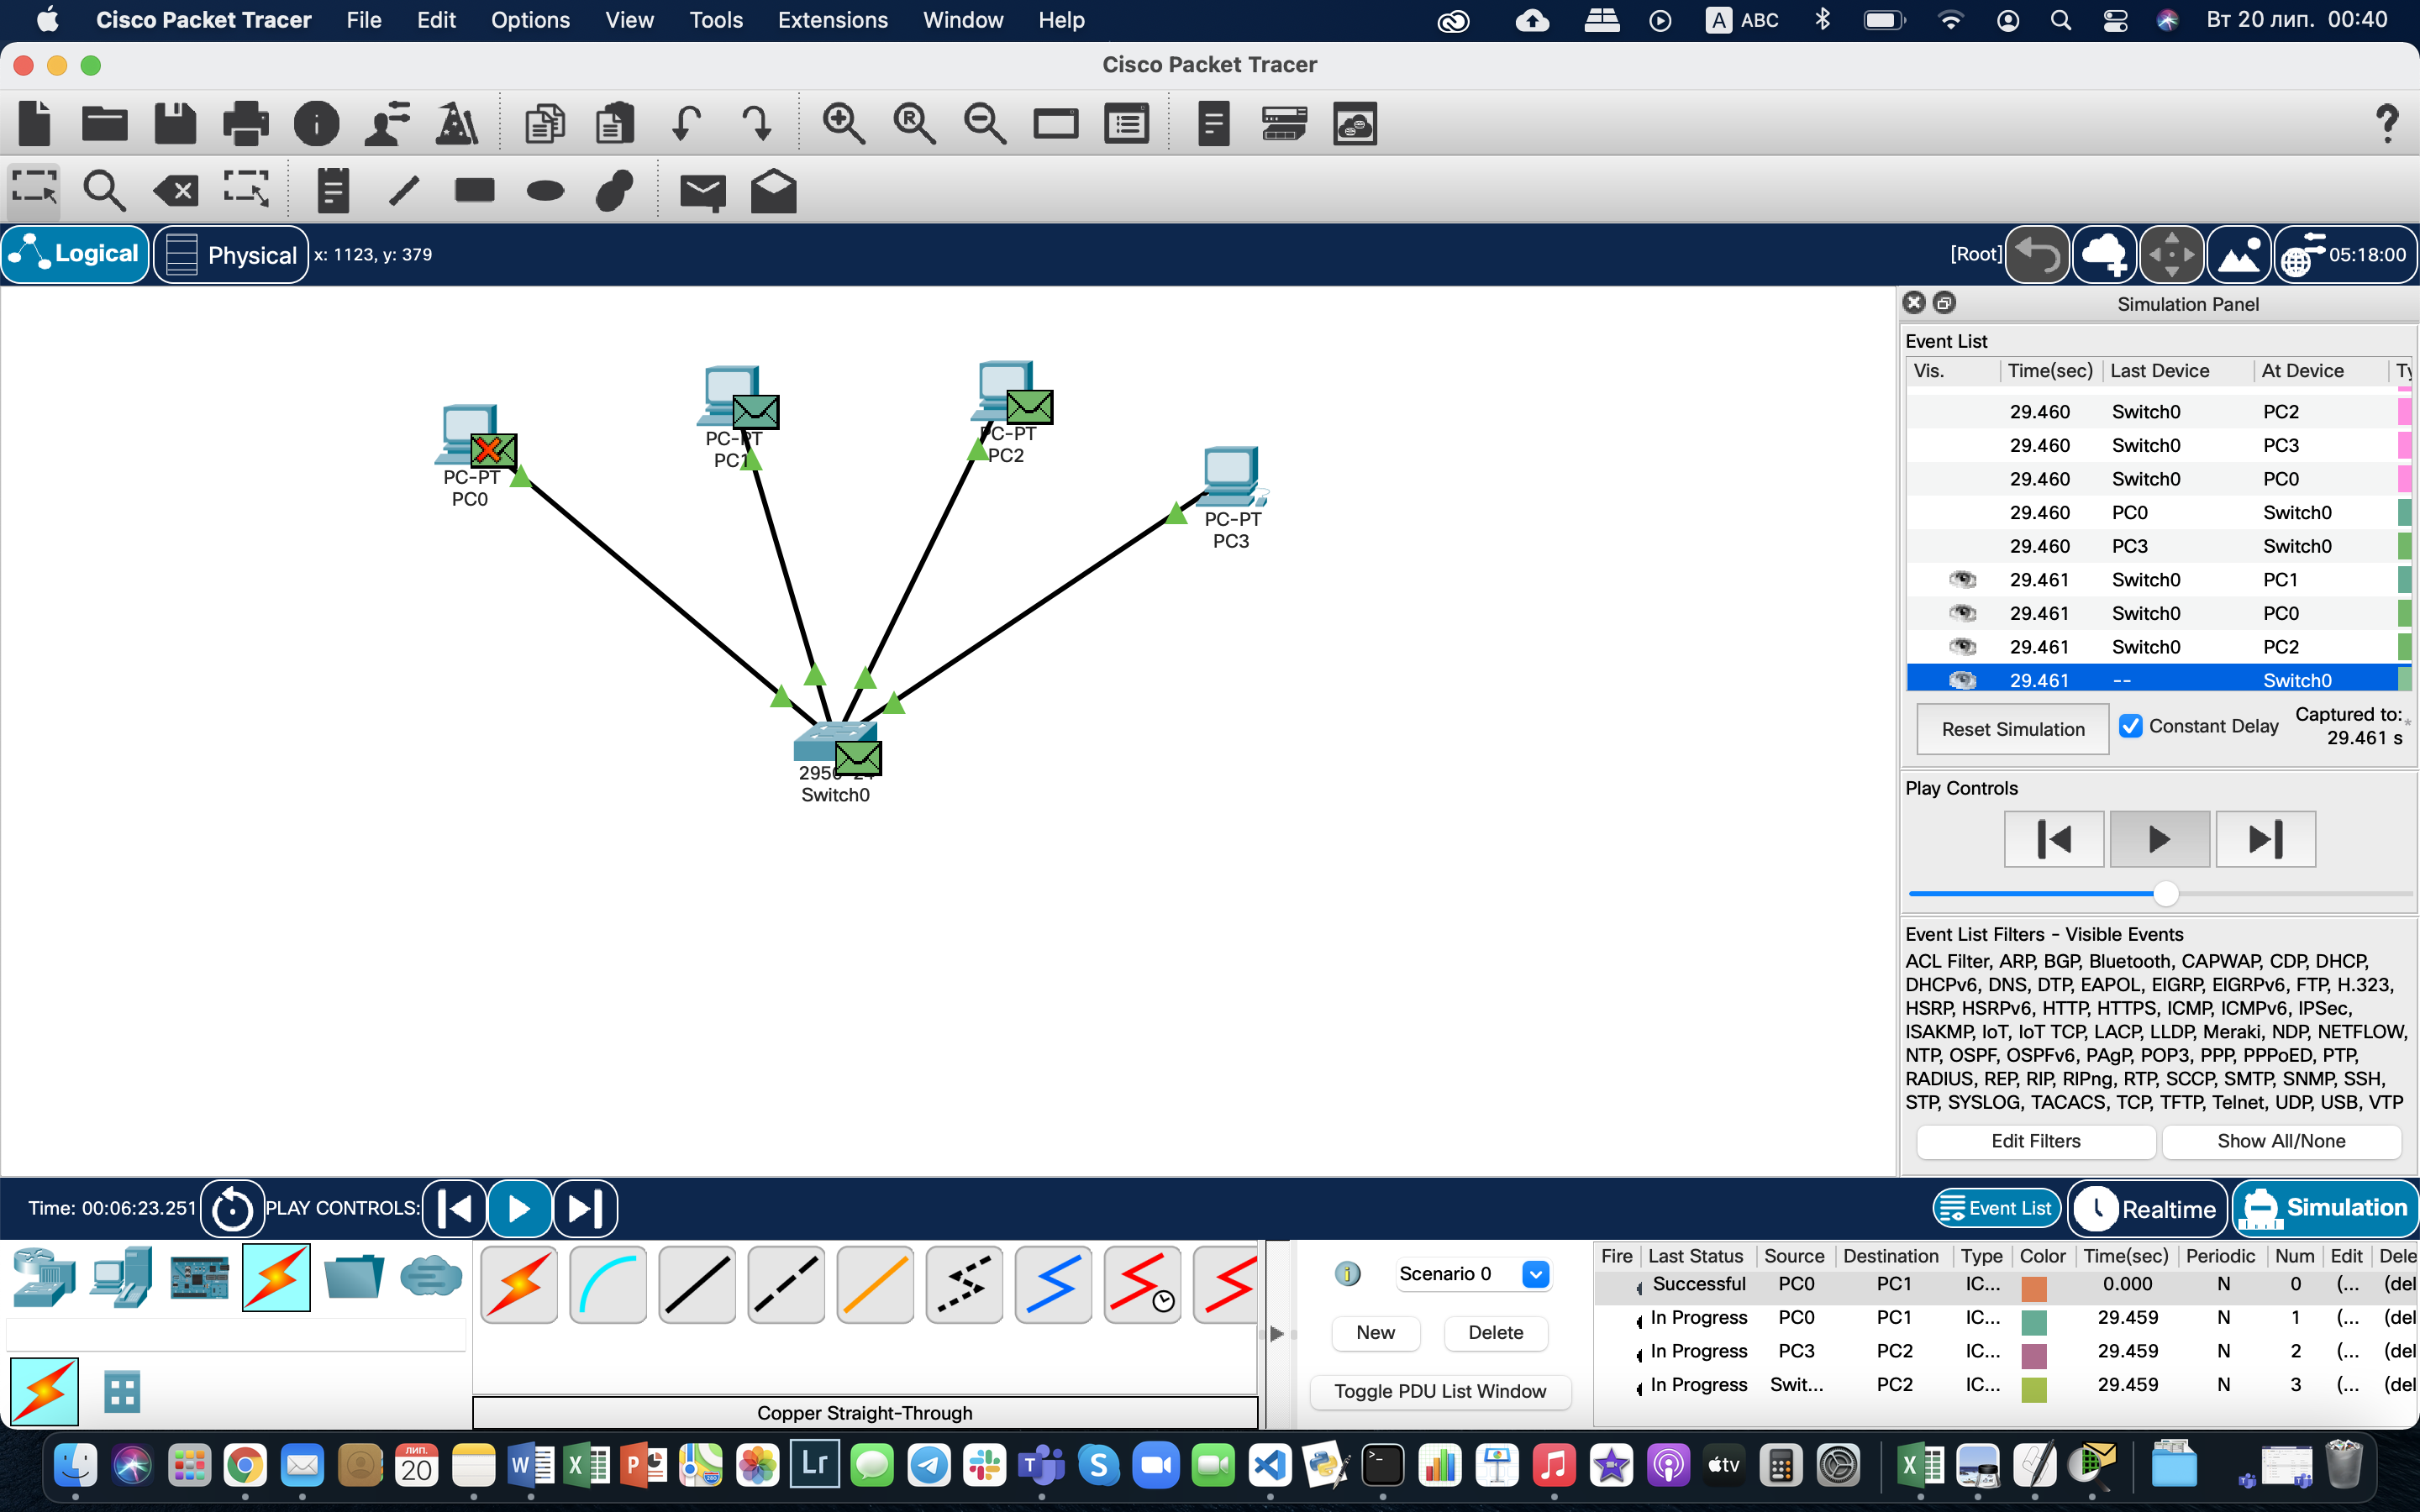 Cisco Packet Tracer File Edit Options View Tools Extensions Window Help A ABC Вт 20 лип. 00:40
Cisco Packet Tracer
Logical Physical x: 1123, y: 379 [Root] 05:18:00
Simulation Panel
Event List
Vis. Time(sec) Last Device At Device Ty
29.460 Switch0 PC2
29.460 Switch0 PC3
29.460 Switch0 PC0
29.460 PC0 Switch0
29.460 PC3 Switch0
29.461 Switch0 PC1
29.461 Switch0 PC0
29.461 Switch0 PC2
29.461 -- Switch0
Reset Simulation Constant Delay Captured to: *
29.461 s
Play Controls
Event List Filters - Visible Events
ACL Filter, ARP, BGP, Bluetooth, CAPWAP, CDP, DHCP,
DHCPv6, DNS, DTP, EAPOL, EIGRP, EIGRPv6, FTP, H.323,
HSRP, HSRPv6, HTTP, HTTPS, ICMP, ICMPv6, IPSec,
ISAKMP, IoT, IoT TCP, LACP, LLDP, Meraki, NDP, NETFLOW,
NTP, OSPF, OSPFv6, PAgP, POP3, PPP, PPPoED, PTP,
RADIUS, REP, RIP, RIPng, RTP, SCCP, SMTP, SNMP, SSH,
STP, SYSLOG, TACACS, TCP, TFTP, Telnet, UDP, USB, VTP
Edit Filters Show All/None
PC-PT
PC0
PC-PT
PC1
PC-PT
PC2
PC-PT
PC3
2950-24
Switch0
Time: 00:06:23.251 PLAY CONTROLS: Event List Realtime Simulation
Copper Straight-Through
Scenario 0
New Delete
Toggle PDU List Window
Fire Last Status Source Destination Type Color Time(sec) Periodic Num Edit Dele
Successful PC0 PC1 IC... 0.000 N 0 (... (del
In Progress PC0 PC1 IC... 29.459 N 1 (... (del
In Progress PC3 PC2 IC... 29.459 N 2 (... (del
In Progress Swit... PC2 IC... 29.459 N 3 (... (del
ЛИП.
20
Lr
tv